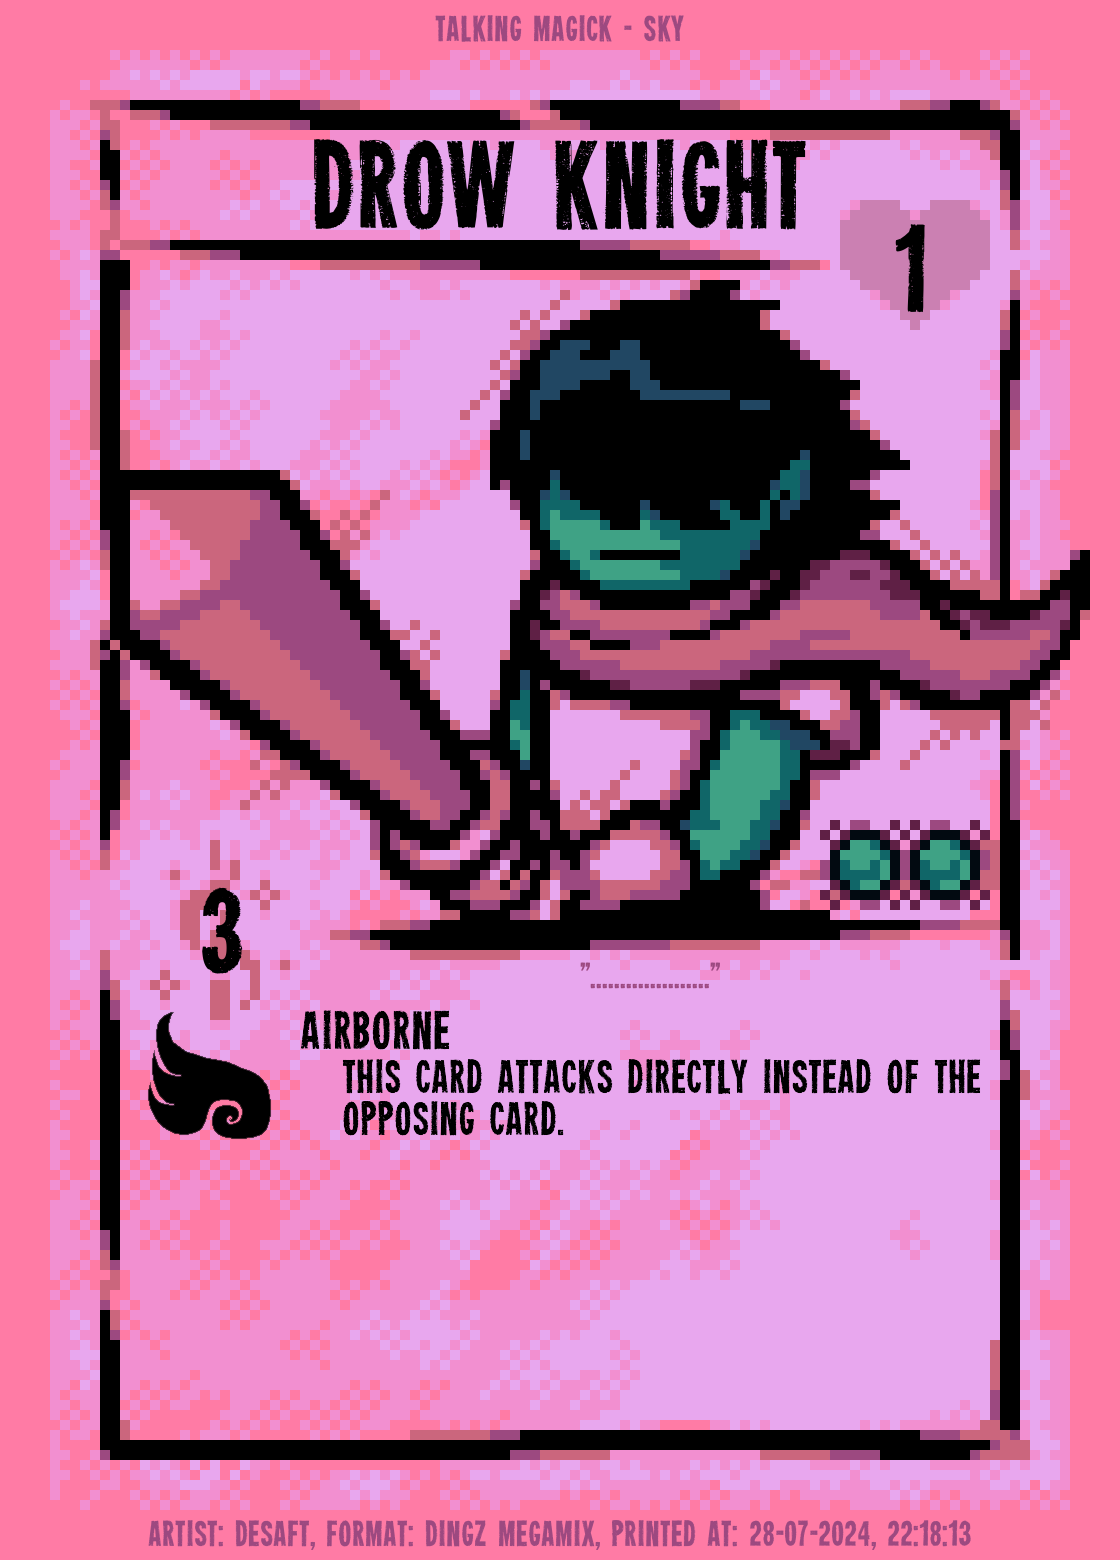 TALKING MAGICK - SKY
DROW KNIGHT
1
3
"...................."
AIRBORNE
THIS CARD ATTACKS DIRECTLY INSTEAD OF THE
OPPOSING CARD.
ARTIST: DESAFT, FORMAT: DINGZ MEGAMIX, PRINTED AT: 28-07-2024, 22:18:13